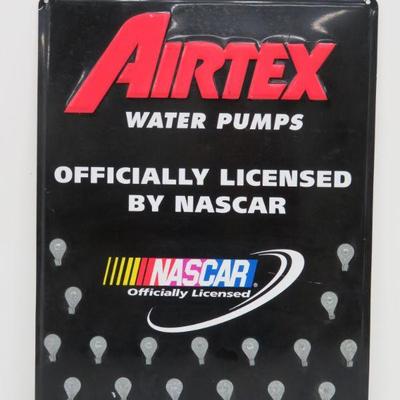 AIRTEX
WATER PUMPS
OFFICIALLY LICENSED
BY NASCAR
NASCAR®
Officially Licensed